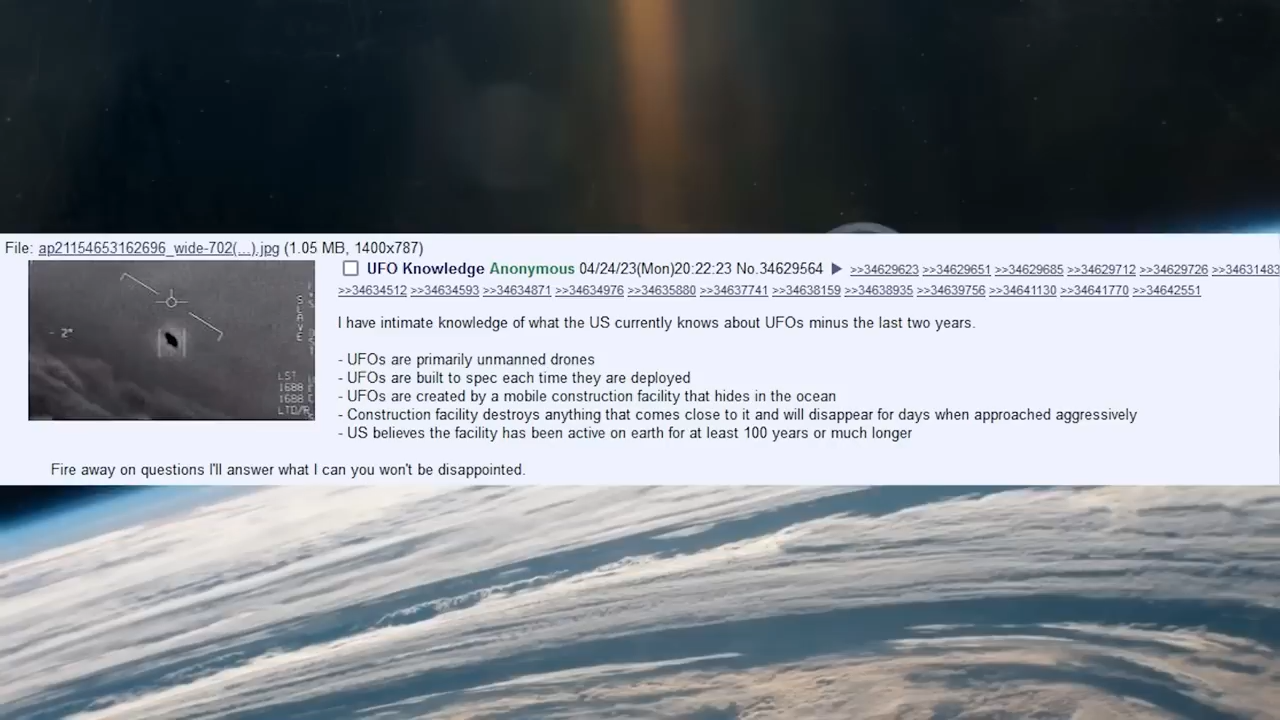 File: ap21154653162696_wide-702(...).jpg (1.05 MB, 1400x787)
UFO Knowledge Anonymous 04/24/23(Mon)20:22:23 No.34629564 ▶ >>34629623 >>34629651 >>34629685 >>34629712 >>34629726 >>34631483
>>34634512 >>34634593 >>34634871 >>34634976 >>34635880 >>34637741 >>34638159 >>34638935 >>34639756 >>34641130 >>34641770 >>34642551
I have intimate knowledge of what the US currently knows about UFOs minus the last two years.
- UFOs are primarily unmanned drones
- UFOs are built to spec each time they are deployed
- UFOs are created by a mobile construction facility that hides in the ocean
- Construction facility destroys anything that comes close to it and will disappear for days when approached aggressively
- US believes the facility has been active on earth for at least 100 years or much longer
Fire away on questions I'll answer what I can you won't be disappointed.
- 2°
SLAVE
LST
1688
1688
LTD/R